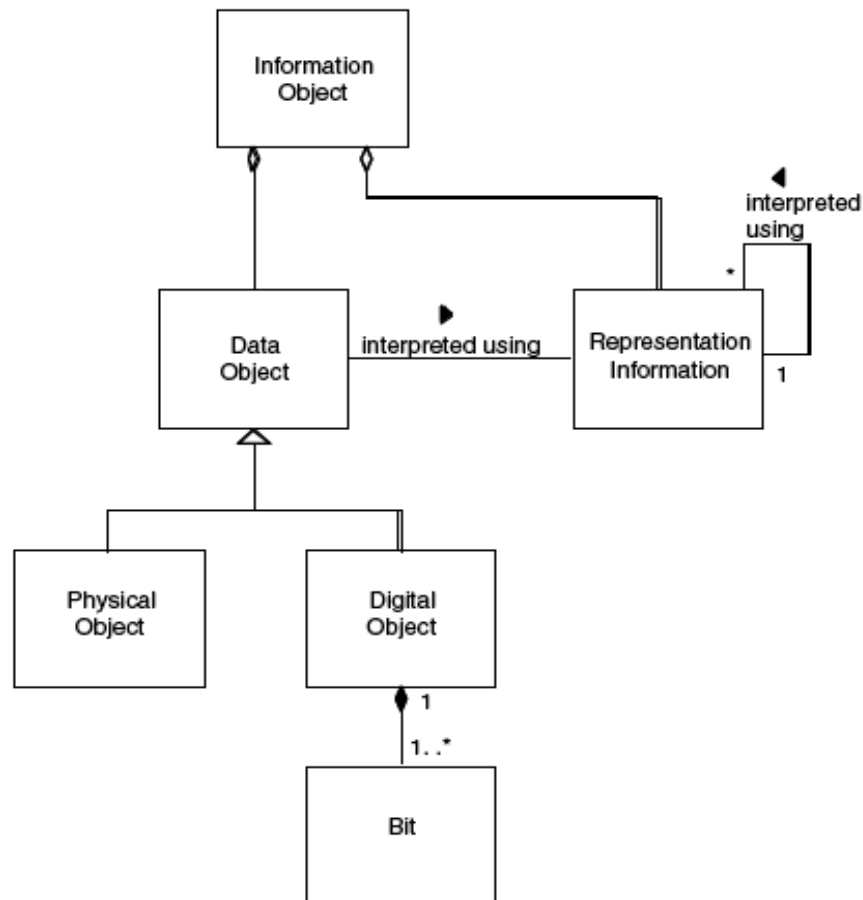 Information
Object
◀
interpreted
using
*
Data
Object
▶
interpreted using
Representation
Information
1
Physical
Object
Digital
Object
1
1..*
Bit